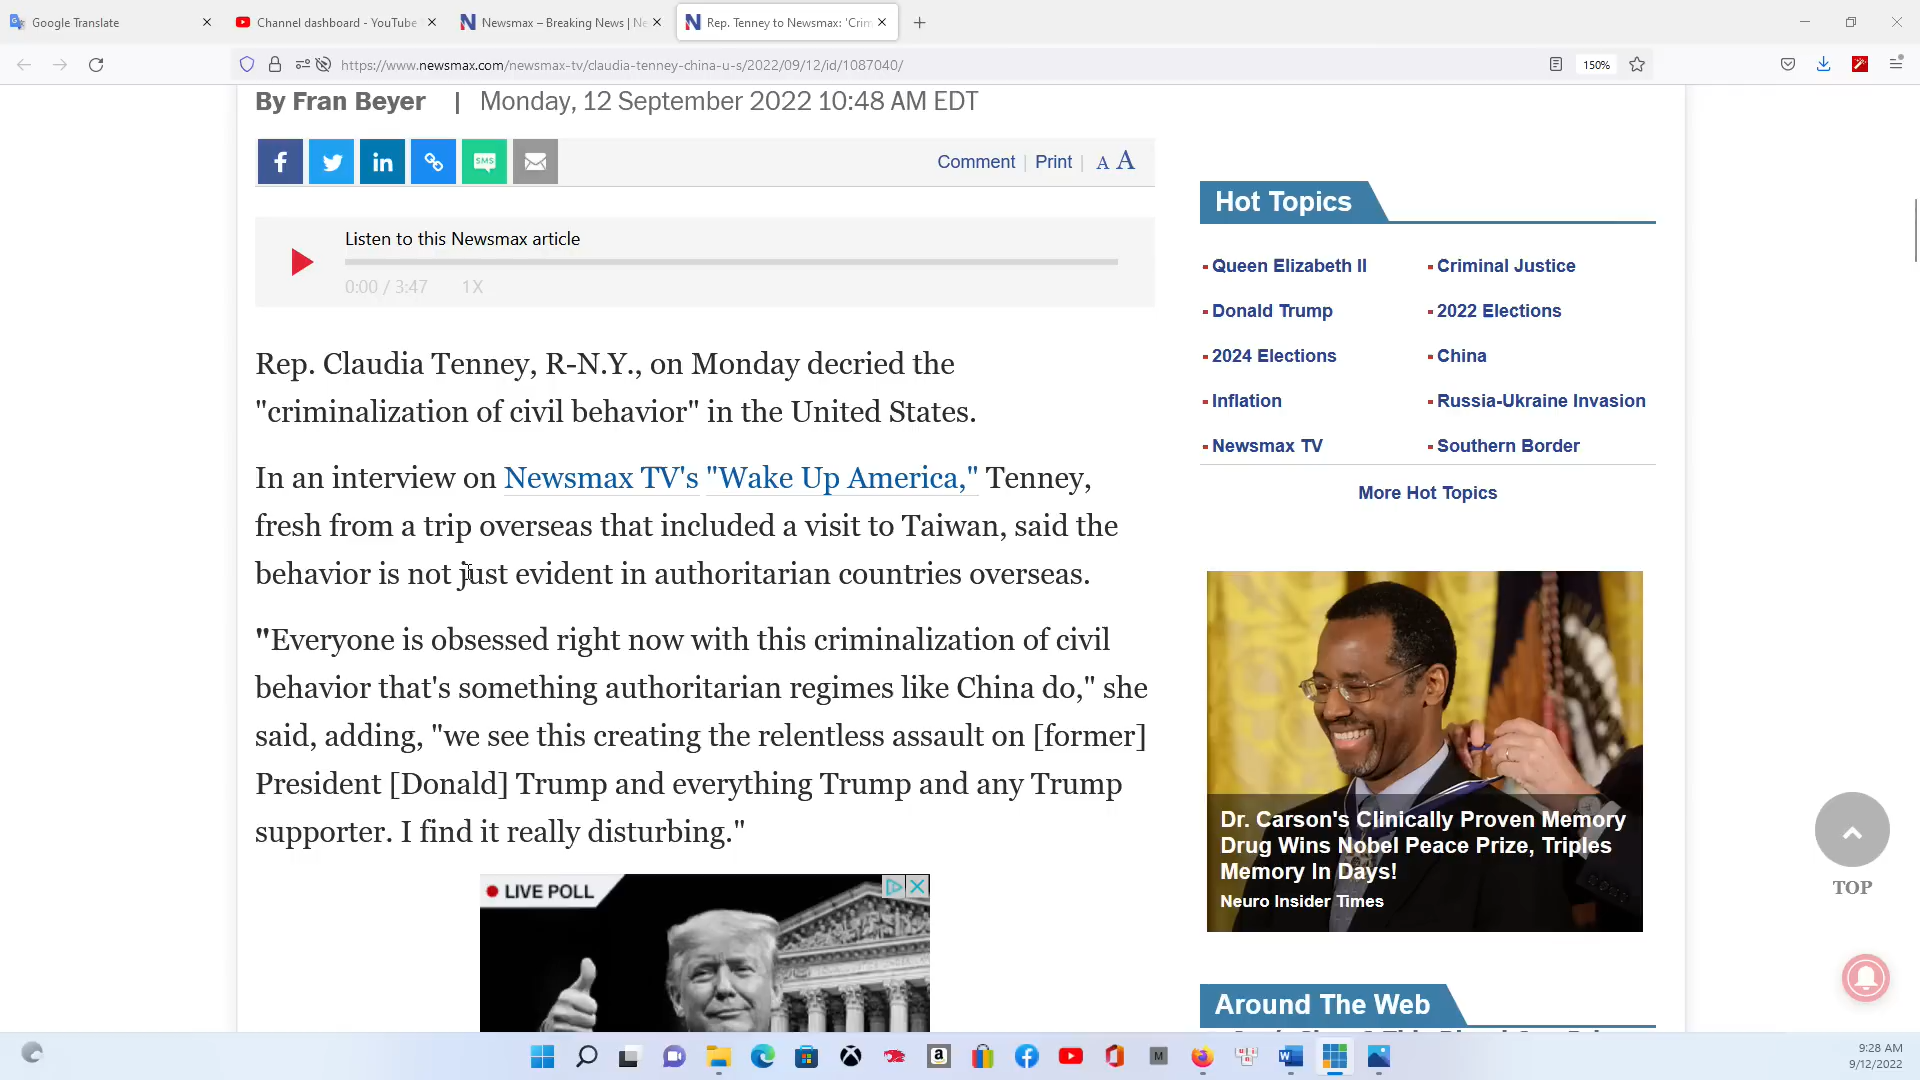 Google Translate
Channel dashboard - YouTube
Newsmax – Breaking News | Ne
Rep. Tenney to Newsmax: 'Crim
https://www.newsmax.com/newsmax-tv/claudia-tenney-china-u-s/2022/09/12/id/1087040/
150%
By Fran Beyer | Monday, 12 September 2022 10:48 AM EDT
SMS
Comment | Print | A A
Listen to this Newsmax article
0:00 / 3:47 1X
Rep. Claudia Tenney, R-N.Y., on Monday decried the
"criminalization of civil behavior" in the United States.
In an interview on Newsmax TV's "Wake Up America," Tenney,
fresh from a trip overseas that included a visit to Taiwan, said the
behavior is not just evident in authoritarian countries overseas.
"Everyone is obsessed right now with this criminalization of civil
behavior that's something authoritarian regimes like China do," she
said, adding, "we see this creating the relentless assault on [former]
President [Donald] Trump and everything Trump and any Trump
supporter. I find it really disturbing."
LIVE POLL
Hot Topics
Queen Elizabeth II
Criminal Justice
Donald Trump
2022 Elections
2024 Elections
China
Inflation
Russia-Ukraine Invasion
Newsmax TV
Southern Border
More Hot Topics
Dr. Carson's Clinically Proven Memory
Drug Wins Nobel Peace Prize, Triples
Memory In Days!
Neuro Insider Times
TOP
Around The Web
9:28 AM
9/12/2022